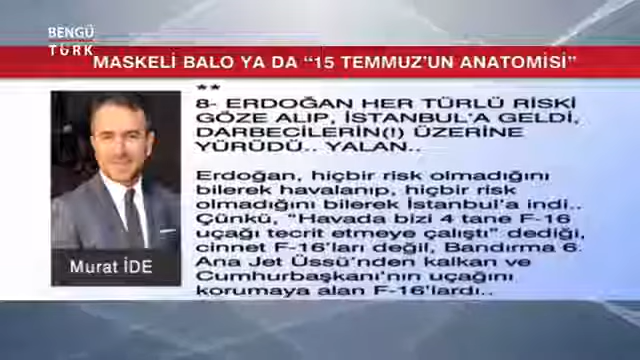 BENGÜ
TÜRK
MASKELİ BALO YA DA “15 TEMMUZ'UN ANATOMİSİ”
**
8- ERDOĞAN HER TÜRLÜ RİSKİ
GÖZE ALIP, İSTANBUL'A GELDİ,
DARBECİLERİN(!) ÜZERİNE
YÜRÜDÜ.. YALAN..
Erdoğan, hiçbir risk olmadığını
bilerek havalanıp, hiçbir risk
olmadığını bilerek İstanbul'a indi..
Çünkü, "Havada bizi 4 tane F-16
uçağı tecrit etmeye çalıştı" dediği,
cinnet F-16'ları değil, Bandırma 6.
Ana Jet Üssü'nden kalkan ve
Cumhurbaşkanı'nın uçağını
korumaya alan F-16'lardı..
Murat İDE